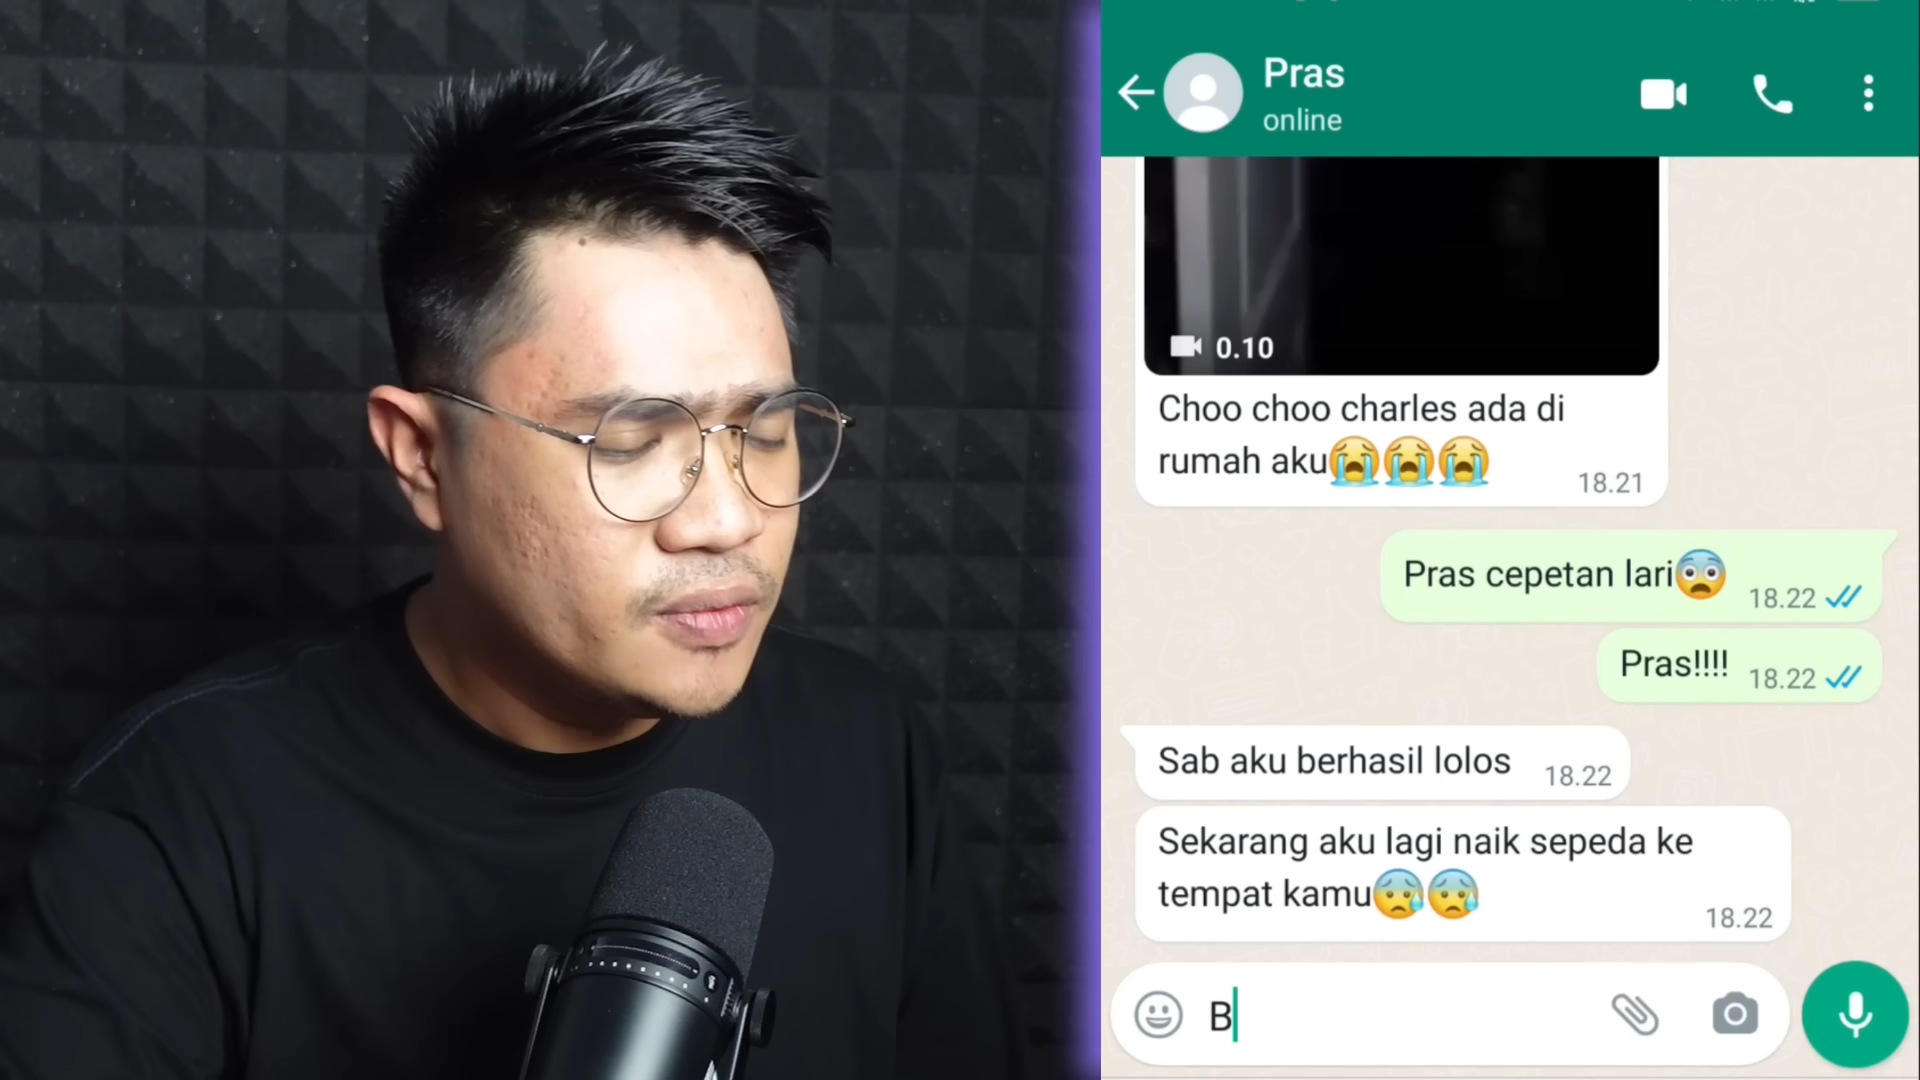 Pras
online
0.10
Choo choo charles ada di
rumah aku😭😭😭
18.21
Pras cepetan lari😨
18.22
Pras!!!!
18.22
Sab aku berhasil lolos
18.22
Sekarang aku lagi naik sepeda ke
tempat kamu😰😰
18.22
B